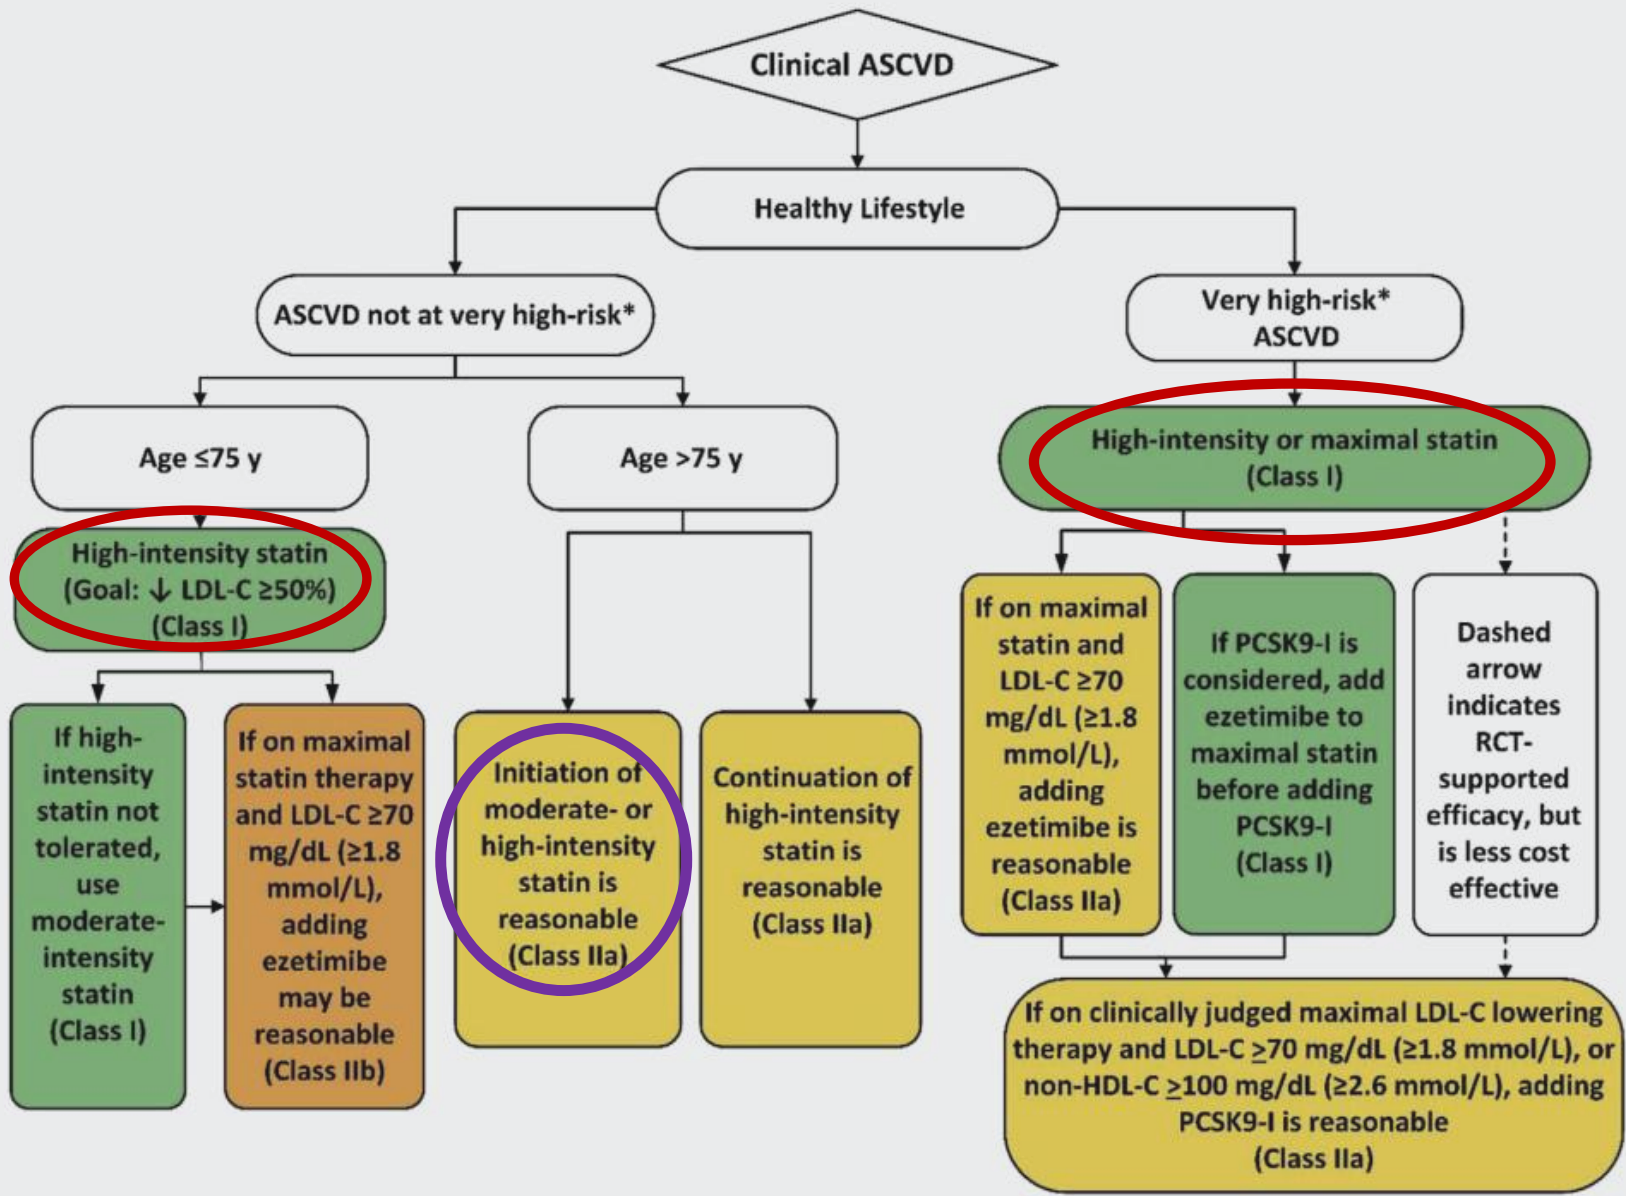 Clinical ASCVD
Healthy Lifestyle
ASCVD not at very high-risk*
Very high-risk*
ASCVD
Age ≤75 y
Age >75 y
High-intensity or maximal statin
(Class I)
High-intensity statin
(Goal: ↓ LDL-C ≥50%)
(Class I)
If high-
intensity
statin not
tolerated,
use
moderate-
intensity
statin
(Class I)
If on maximal
statin therapy
and LDL-C ≥70
mg/dL (≥1.8
mmol/L),
adding
ezetimibe
may be
reasonable
(Class IIb)
Initiation of
moderate- or
high-intensity
statin is
reasonable
(Class IIa)
Continuation of
high-intensity
statin is
reasonable
(Class IIa)
If on maximal
statin and
LDL-C ≥70
mg/dL (≥1.8
mmol/L),
adding
ezetimibe is
reasonable
(Class IIa)
If PCSK9-I is
considered, add
ezetimibe to
maximal statin
before adding
PCSK9-I
(Class I)
Dashed
arrow
indicates
RCT-
supported
efficacy, but
is less cost
effective
If on clinically judged maximal LDL-C lowering
therapy and LDL-C ≥70 mg/dL (≥1.8 mmol/L), or
non-HDL-C ≥100 mg/dL (≥2.6 mmol/L), adding
PCSK9-I is reasonable
(Class IIa)